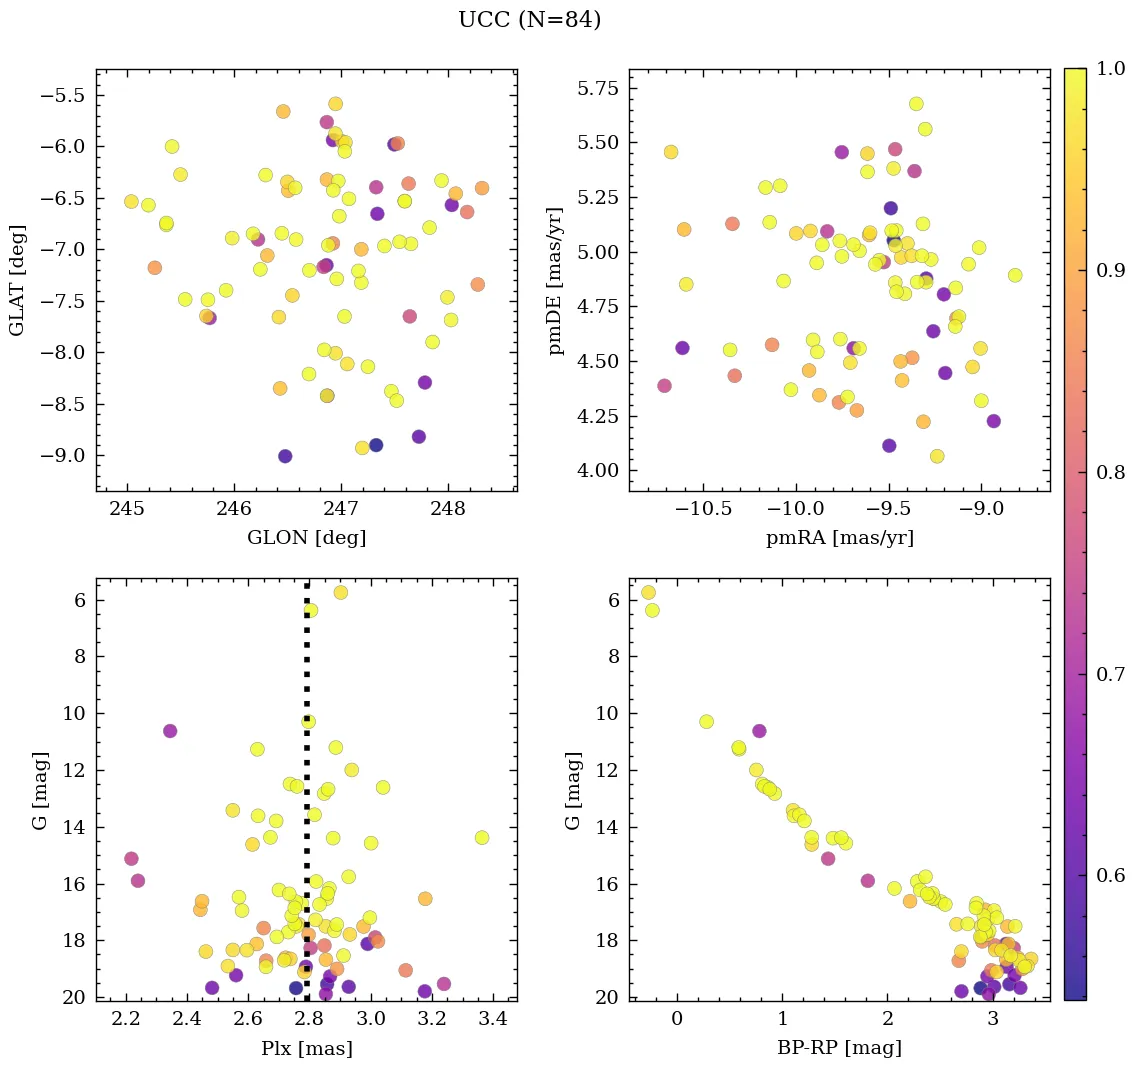 UCC (N=84)
−5.5
−6.0
−6.5
−7.0
−7.5
−8.0
−8.5
−9.0
GLAT [deg]
245 246 247 248
GLON [deg]
5.75
5.50
5.25
5.00
4.75
4.50
4.25
4.00
pmDE [mas/yr]
−10.5 −10.0 −9.5 −9.0
pmRA [mas/yr]
1.0
0.9
0.8
0.7
0.6
6
8
10
12
14
16
18
20
G [mag]
2.2 2.4 2.6 2.8 3.0 3.2 3.4
Plx [mas]
6
8
10
12
14
16
18
20
G [mag]
0 1 2 3
BP-RP [mag]